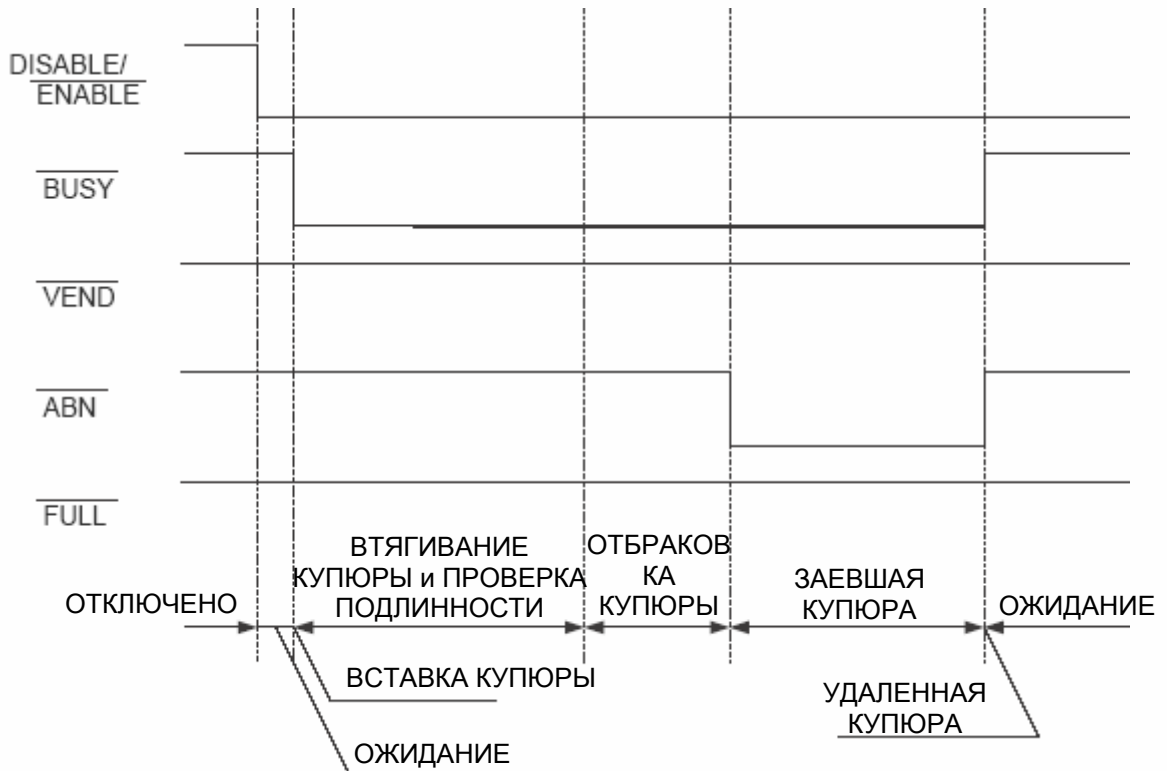 DISABLE/
ENABLE
BUSY
VEND
ABN
FULL
ОТКЛЮЧЕНО
ВТЯГИВАНИЕ
КУПЮРЫ и ПРОВЕРКА
ПОДЛИННОСТИ
ОТБРАКОВ
КА
КУПЮРЫ
ЗАЕВШАЯ
КУПЮРА
ОЖИДАНИЕ
ВСТАВКА КУПЮРЫ
ОЖИДАНИЕ
УДАЛЕННАЯ
КУПЮРА